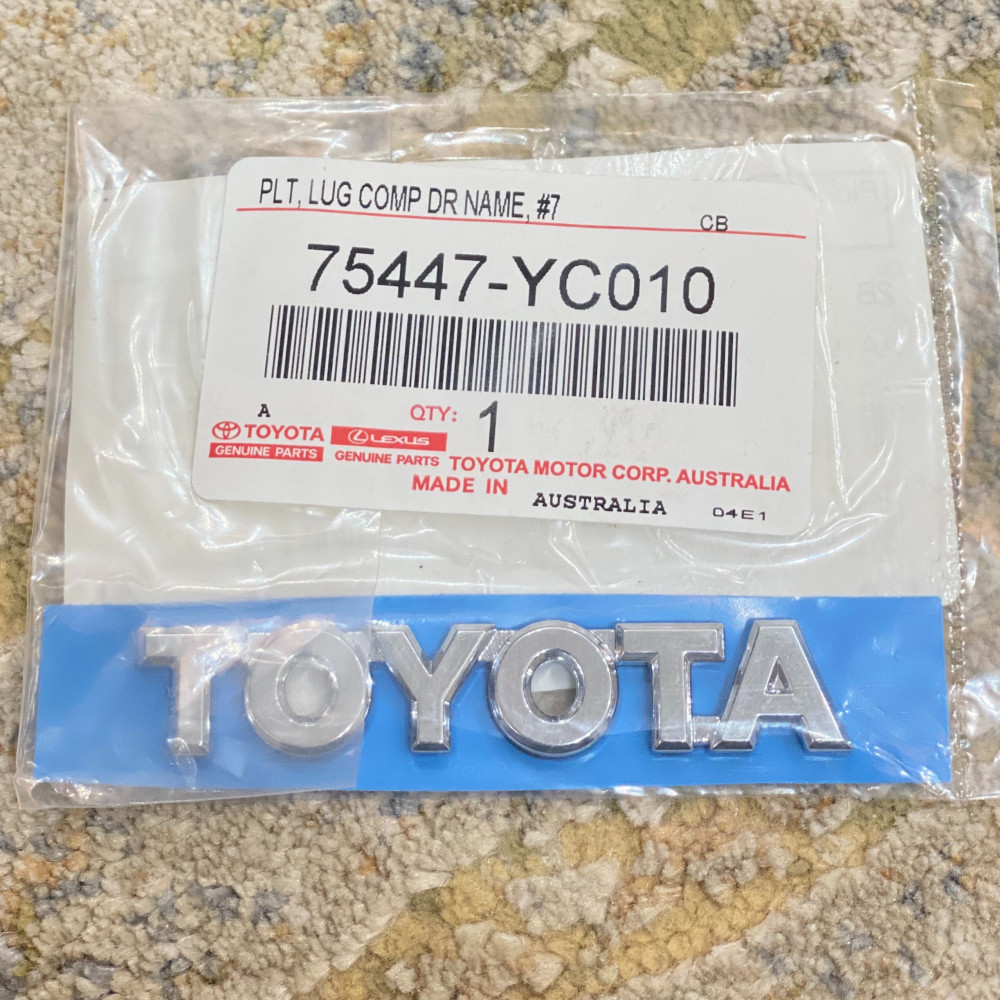 PLT, LUG COMP DR NAME, #7
CB
75447-YC010
A
QTY: 1
TOYOTA
GENUINE PARTS
LEXUS
GENUINE PARTS
TOYOTA MOTOR CORP. AUSTRALIA
MADE IN AUSTRALIA
04E1
TOYOTA